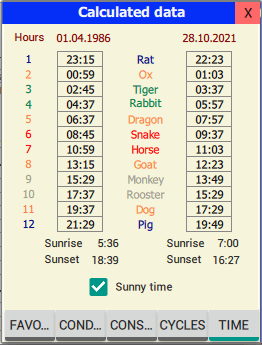 Calculated data X
Hours 01.04.1986 28.10.2021
1 23:15 Rat 22:23
2 00:59 Ox 01:03
3 02:45 Tiger 03:37
4 04:37 Rabbit 05:57
5 06:37 Dragon 07:57
6 08:45 Snake 09:37
7 10:59 Horse 11:03
8 13:15 Goat 12:23
9 15:29 Monkey 13:49
10 17:37 Rooster 15:29
11 19:37 Dog 17:29
12 21:29 Pig 19:49
Sunrise 5:36 Sunrise 7:00
Sunset 18:39 Sunset 16:27
Sunny time
FAVO... COND... CONS... CYCLES TIME